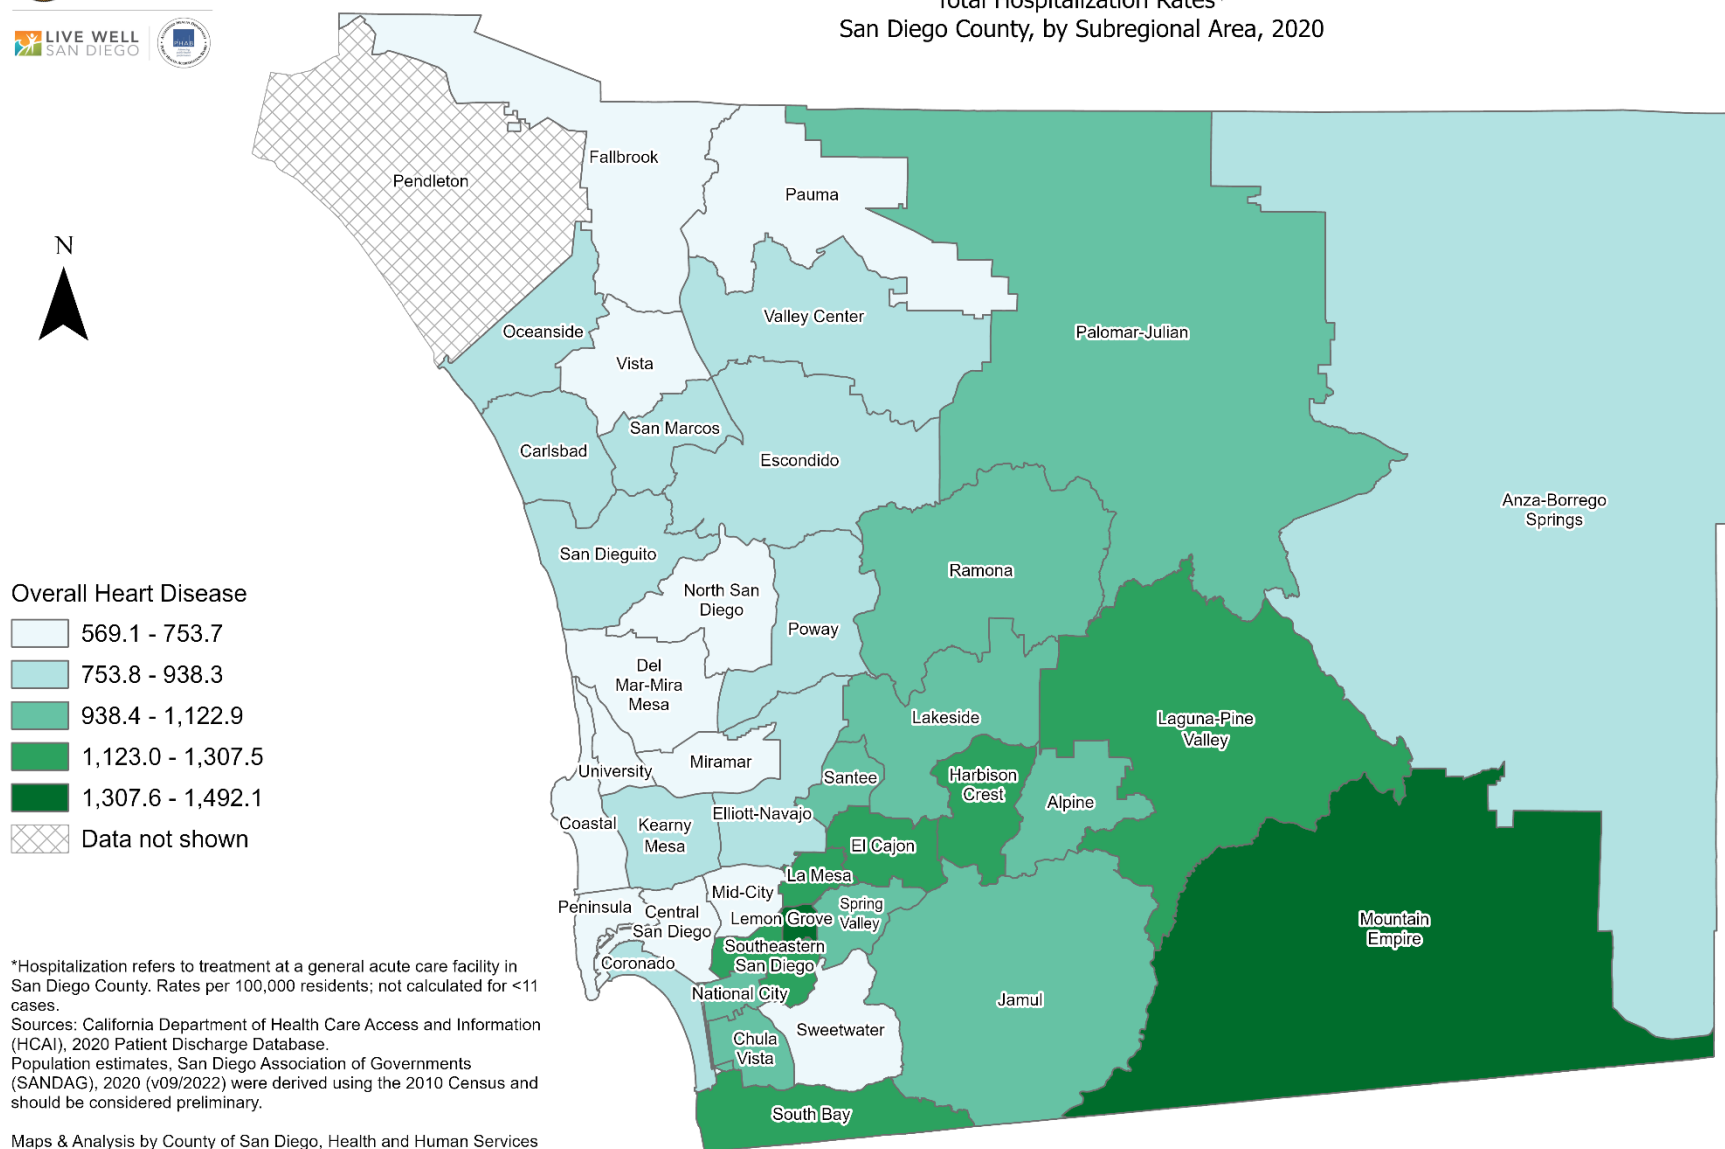 Total Hospitalization Rates*
San Diego County, by Subregional Area, 2020
LIVE WELL
SAN DIEGO
PHAB
N
Fallbrook
Pendleton
Pauma
Oceanside
Valley Center
Palomar-Julian
Vista
San Marcos
Carlsbad
Escondido
Anza-Borrego
Springs
San Dieguito
Ramona
North San
Diego
Poway
Del
Mar-Mira
Mesa
Lakeside
Laguna-Pine
Valley
University
Miramar
Santee
Harbison
Crest
Alpine
Coastal
Kearny
Mesa
Elliott-Navajo
El Cajon
La Mesa
Mid-City
Peninsula
Central
San Diego
Lemon Grove
Spring
Valley
Mountain
Empire
Southeastern
San Diego
Coronado
National City
Jamul
Sweetwater
Chula
Vista
South Bay
Overall Heart Disease
569.1 - 753.7
753.8 - 938.3
938.4 - 1,122.9
1,123.0 - 1,307.5
1,307.6 - 1,492.1
Data not shown
*Hospitalization refers to treatment at a general acute care facility in
San Diego County. Rates per 100,000 residents; not calculated for <11
cases.
Sources: California Department of Health Care Access and Information
(HCAI), 2020 Patient Discharge Database.
Population estimates, San Diego Association of Governments
(SANDAG), 2020 (v09/2022) were derived using the 2010 Census and
should be considered preliminary.
Maps & Analysis by County of San Diego, Health and Human Services